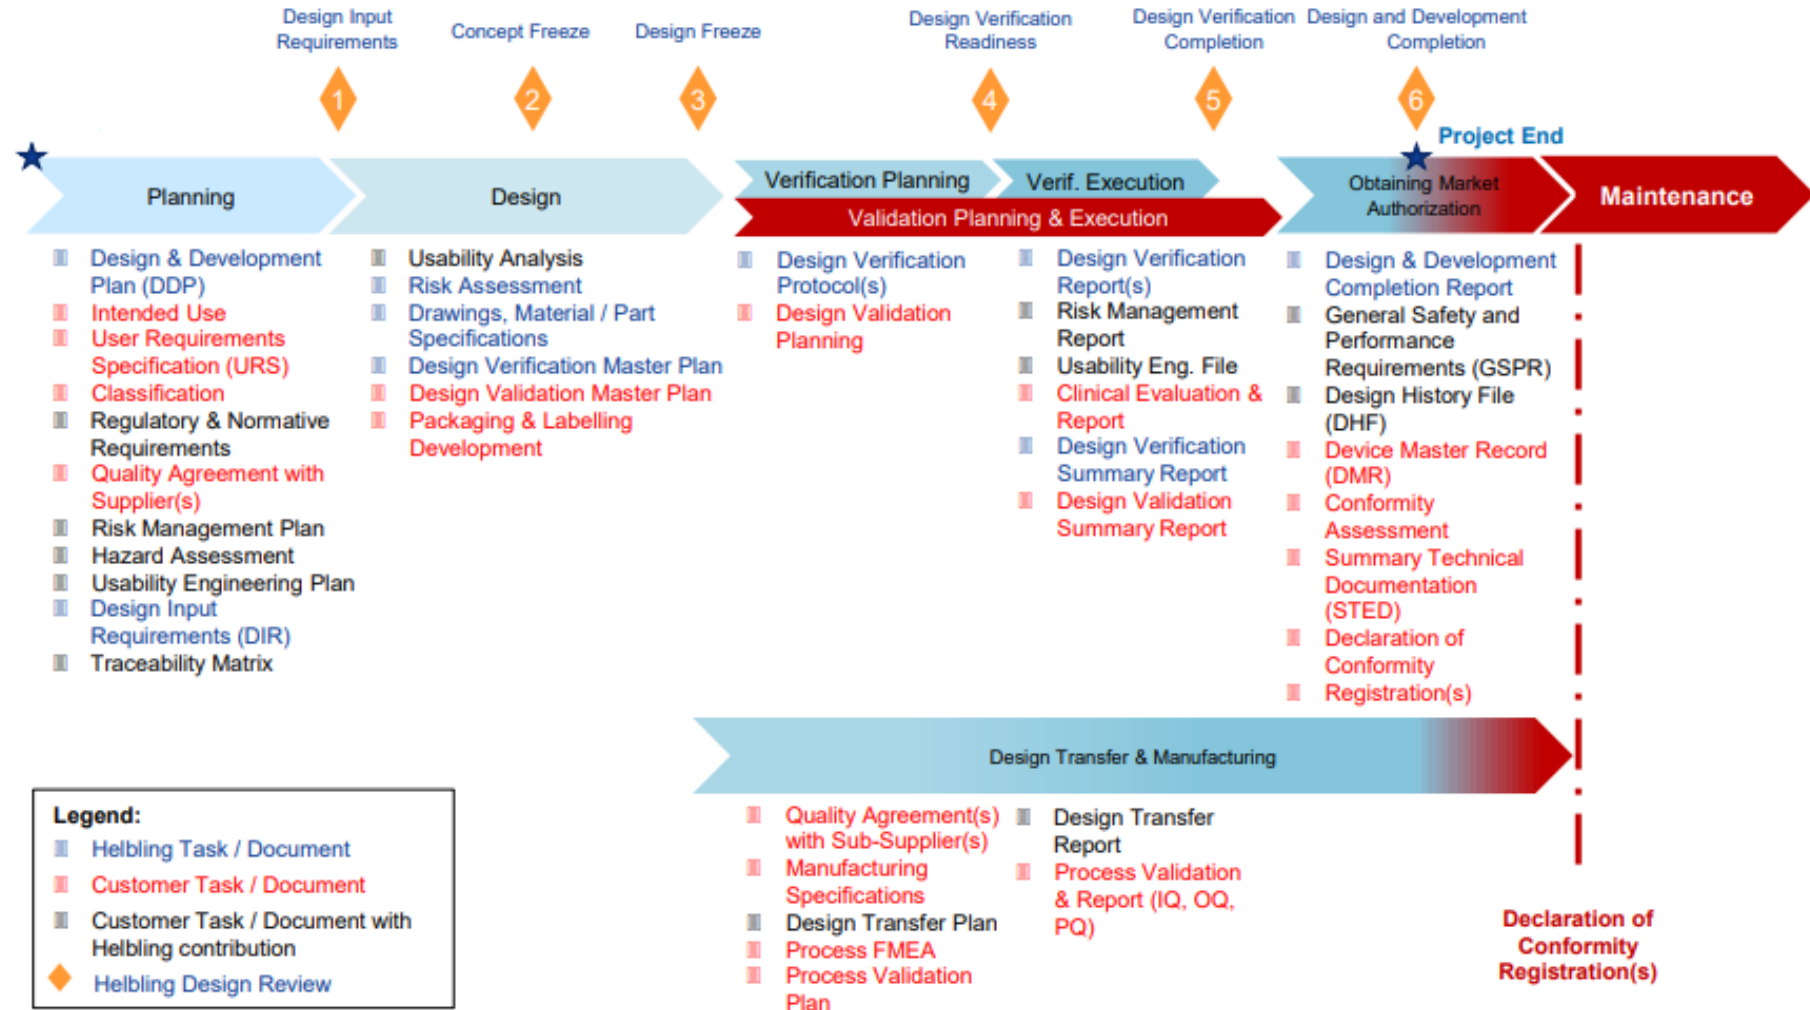 Design Input
Requirements
Concept Freeze
Design Freeze
Design Verification
Readiness
Design Verification
Completion
Design and Development
Completion
1
2
3
4
5
6
Project End
Planning
Design
Verification Planning
Verif. Execution
Validation Planning & Execution
Obtaining Market
Authorization
Maintenance
Design & Development
Plan (DDP)
Intended Use
User Requirements
Specification (URS)
Classification
Regulatory & Normative
Requirements
Quality Agreement with
Supplier(s)
Risk Management Plan
Hazard Assessment
Usability Engineering Plan
Design Input
Requirements (DIR)
Traceability Matrix
Usability Analysis
Risk Assessment
Drawings, Material / Part
Specifications
Design Verification Master Plan
Design Validation Master Plan
Packaging & Labelling
Development
Design Verification
Protocol(s)
Design Validation
Planning
Design Verification
Report(s)
Risk Management
Report
Usability Eng. File
Clinical Evaluation &
Report
Design Verification
Summary Report
Design Validation
Summary Report
Design & Development
Completion Report
General Safety and
Performance
Requirements (GSPR)
Design History File
(DHF)
Device Master Record
(DMR)
Conformity
Assessment
Summary Technical
Documentation
(STED)
Declaration of
Conformity
Registration(s)
Design Transfer & Manufacturing
Quality Agreement(s)
with Sub-Supplier(s)
Manufacturing
Specifications
Design Transfer Plan
Process FMEA
Process Validation
Plan
Design Transfer
Report
Process Validation
& Report (IQ, OQ,
PQ)
Declaration of
Conformity
Registration(s)
Legend:
Helbling Task / Document
Customer Task / Document
Customer Task / Document with
Helbling contribution
Helbling Design Review